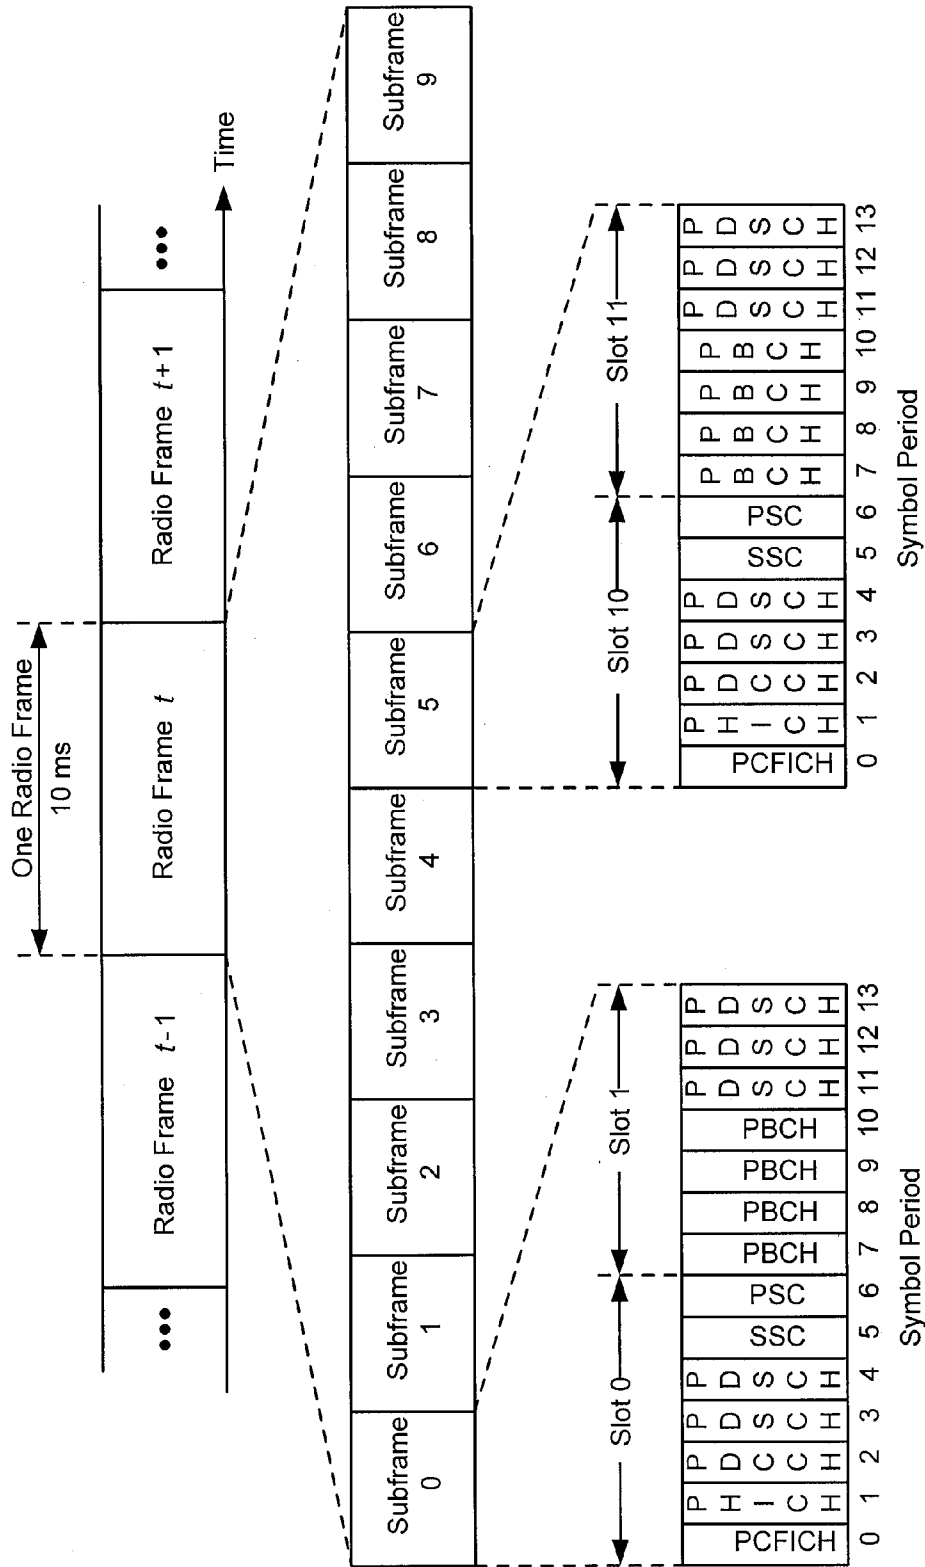 One Radio Frame
10 ms
••• Radio Frame t-1 Radio Frame t Radio Frame t+1 •••
Time
Subframe 0 Subframe 1 Subframe 2 Subframe 3 Subframe 4 Subframe 5 Subframe 6 Subframe 7 Subframe 8 Subframe 9
Slot 0 Slot 1
PCFICH PHICH PDCCH PDSCH PDSCH SSC PSC PBCH PBCH PBCH PBCH PDSCH PDSCH PDSCH
0 1 2 3 4 5 6 7 8 9 10 11 12 13
Symbol Period
Slot 10 Slot 11
PCFICH PHICH PDCCH PDSCH PDSCH SSC PSC PBCH PBCH PBCH PBCH PDSCH PDSCH PDSCH
0 1 2 3 4 5 6 7 8 9 10 11 12 13
Symbol Period